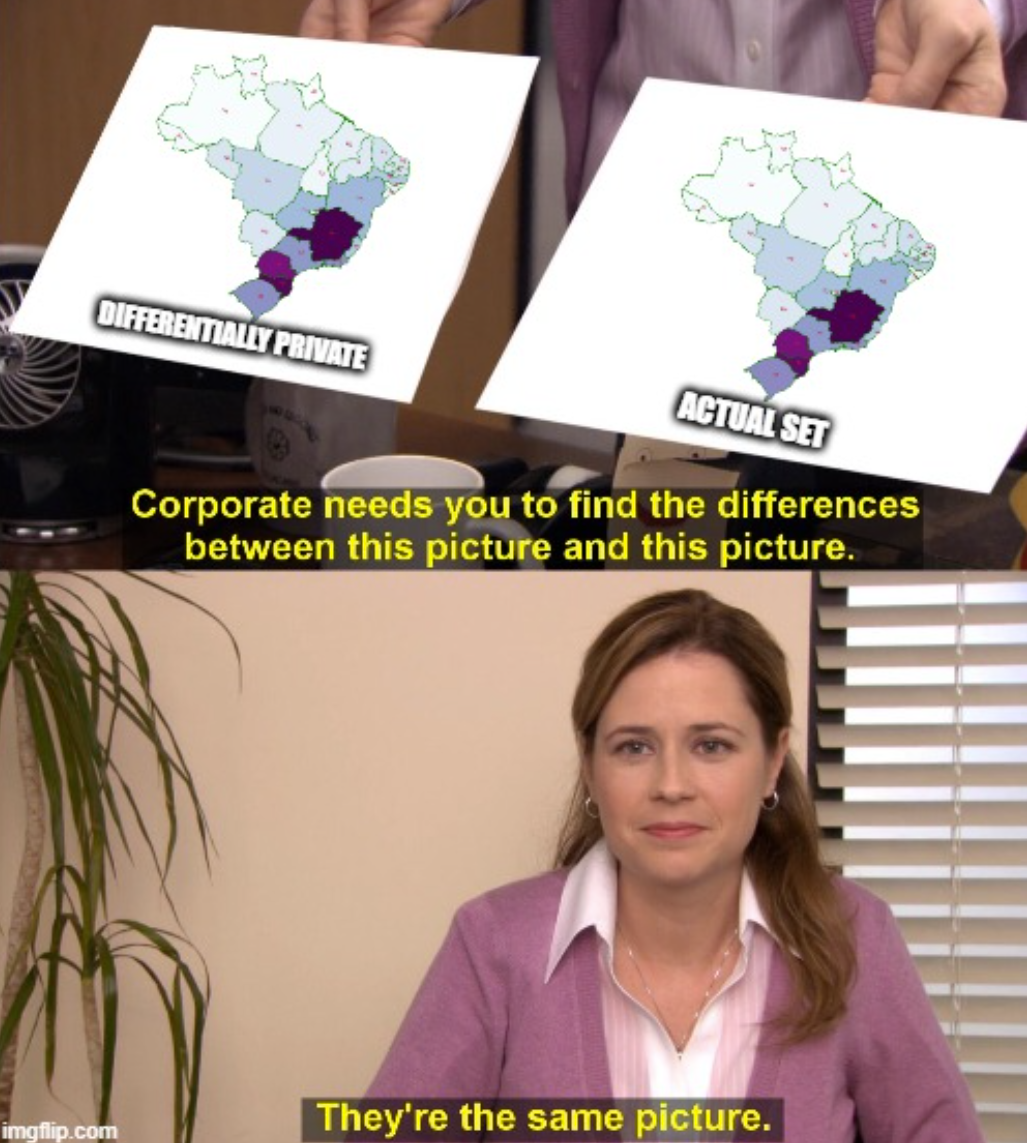 DIFFERENTIALLY PRIVATE
ACTUAL SET
Corporate needs you to find the differences
between this picture and this picture.
They're the same picture.
imgflip.com